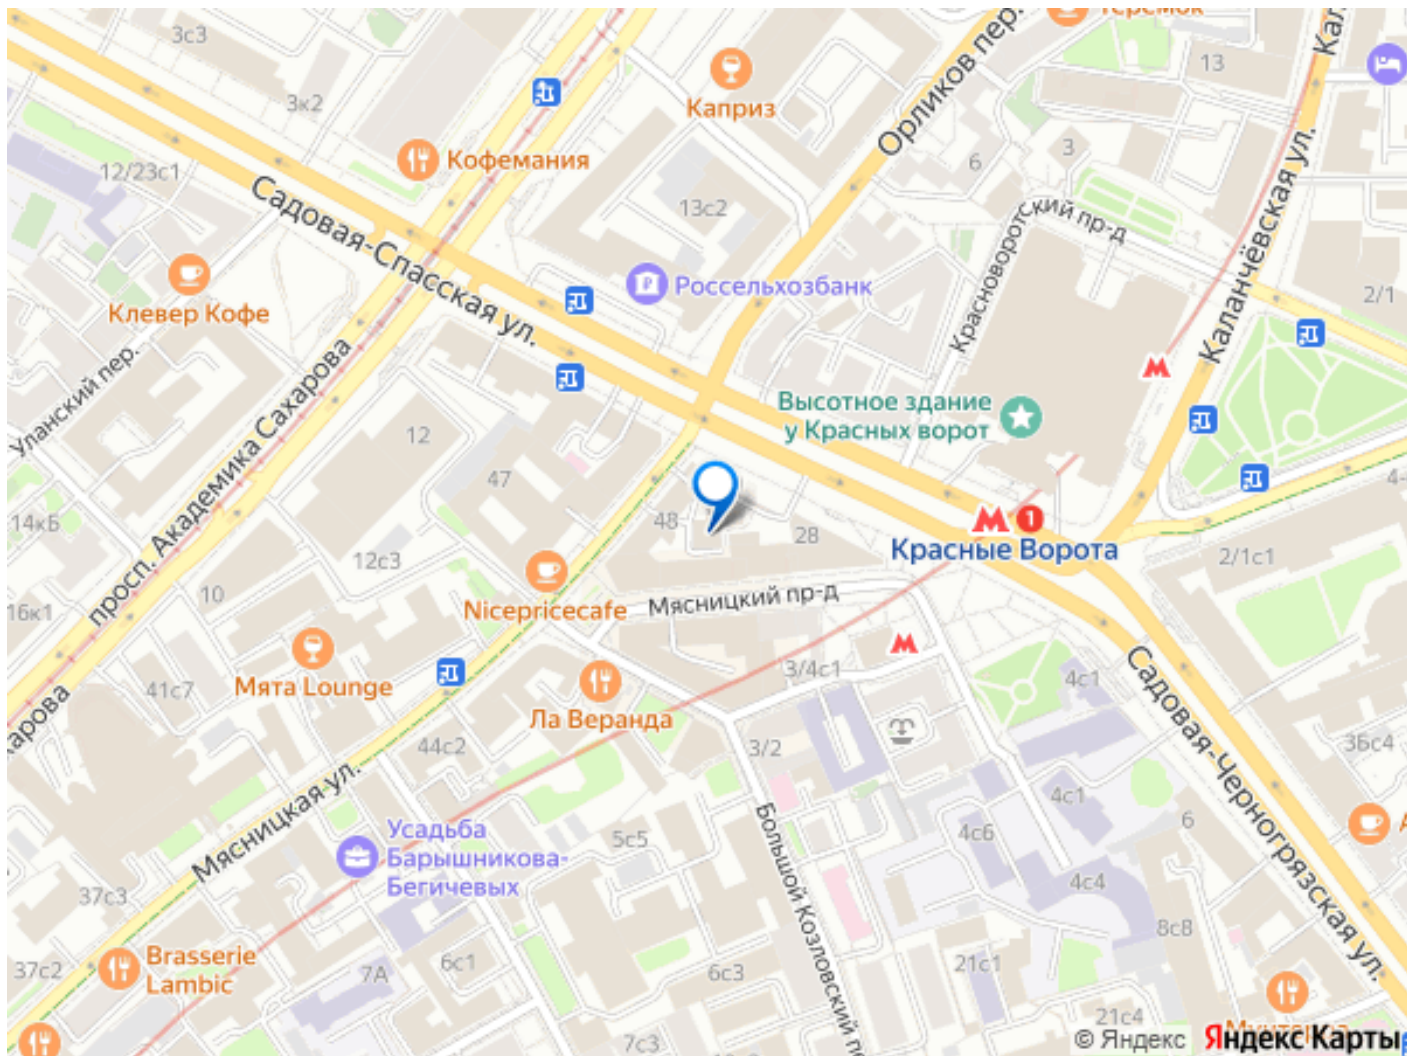 3с3
Теремок
Каприз
13
3к2
Орликов пер.
Кофемания
12/23с1
6
3
Садовая-Спасская ул.
13с2
Красноворотский пр-д
Каланчёвская ул.
Клевер Кофе
Россельхозбанк
2/1
Уланский пер.
просп. Академика Сахарова
Высотное здание
у Красных ворот
12
47
48
28
1
Красные Ворота
14кБ
12с3
2/1с1
16к1
10
Nicepricecafe
Мясницкий пр-д
Мята Lounge
41с7
Ла Веранда
3/4с1
4с1
Садовая-Черногрязская ул.
44с2
3/2
36с4
Мясницкая ул.
Усадьба
Барышникова-
Бегичевых
5с5
Большой Козловский
4с1
4с6
6
4с4
37с3
8с8
Brasserie
Lambic
37с2
7А
6с1
6с3
21с1
21с4
7с3
© Яндекс
Яндекс Карты